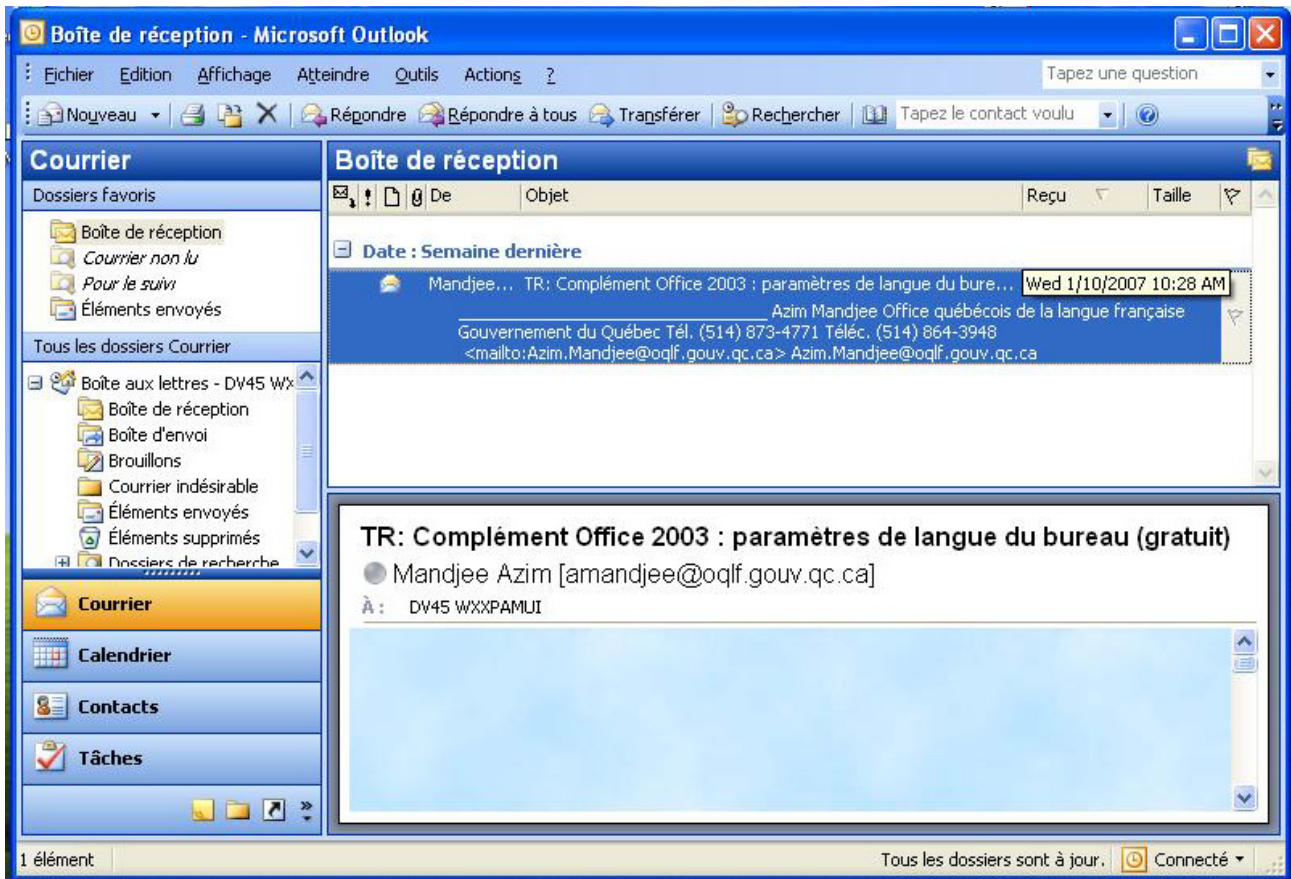 Boîte de réception - Microsoft Outlook
Eichier Edition Affichage Atteindre Outils Actions ? Tapez une question
Nouveau Répondre Répondre à tous Transférer Rechercher Tapez le contact voulu
Courrier
Dossiers favoris
Boîte de réception
Courrier non lu
Pour le suivi
Éléments envoyés
Tous les dossiers Courrier
Boîte aux lettres - DV45 WX
Boîte de réception
Boîte d'envoi
Brouillons
Courrier indésirable
Éléments envoyés
Éléments supprimés
Dossiers de recherche
Courrier
Calendrier
Contacts
Tâches
Boîte de réception
De Objet Reçu Taille
Date : Semaine dernière
Mandjee... TR: Complément Office 2003 : paramètres de langue du bure... Wed 1/10/2007 10:28 AM
Azim Mandjee Office québécois de la langue française
Gouvernement du Québec Tél. (514) 873-4771 Téléc. (514) 864-3948
<mailto:Azim.Mandjee@oqlf.gouv.qc.ca> Azim.Mandjee@oqlf.gouv.qc.ca
TR: Complément Office 2003 : paramètres de langue du bureau (gratuit)
Mandjee Azim [amandjee@oqlf.gouv.qc.ca]
À : DV45 WXXPAMUI
1 élément Tous les dossiers sont à jour. Connecté